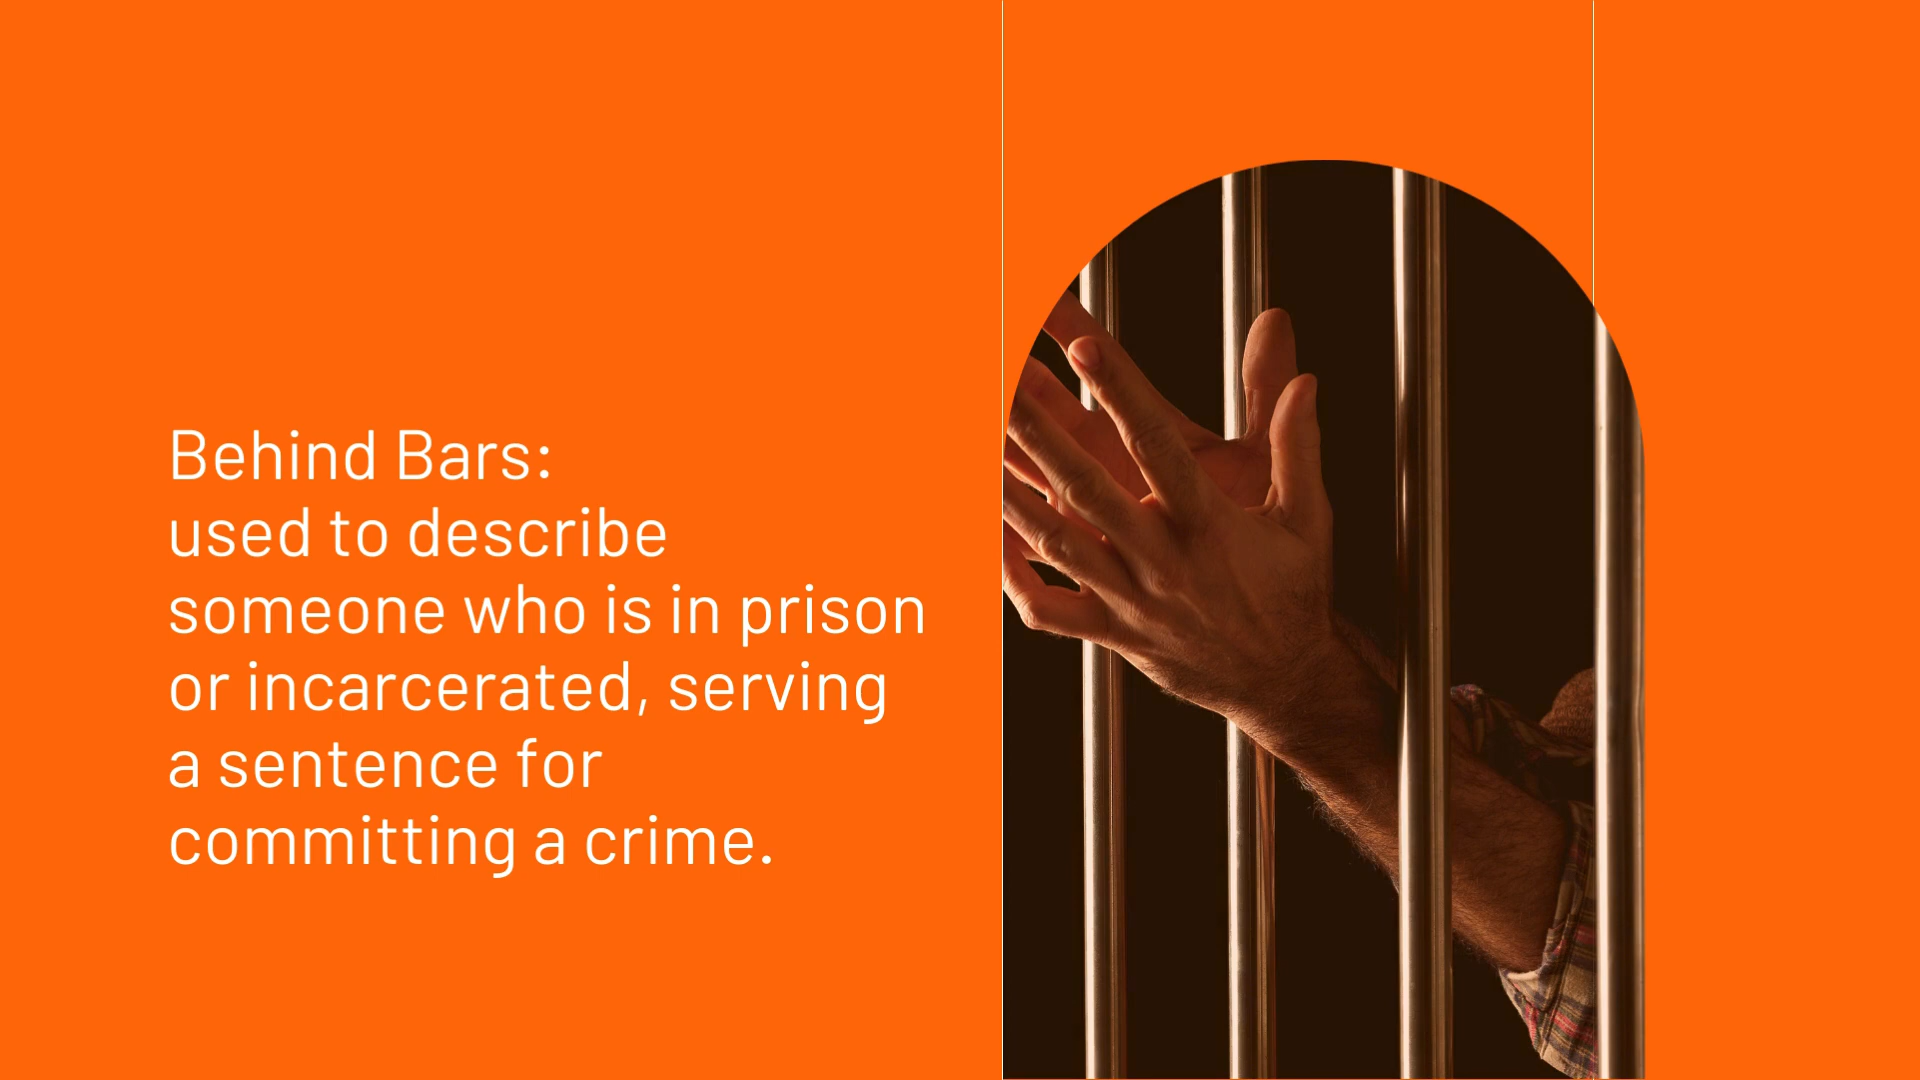 Behind Bars:
used to describe
someone who is in prison
or incarcerated, serving
a sentence for
committing a crime.